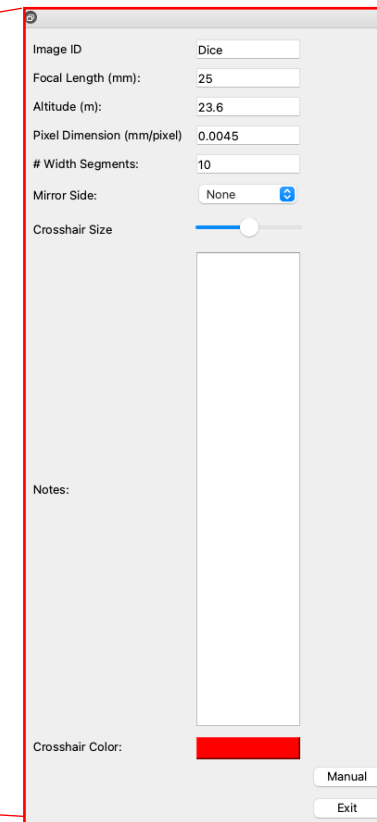 Image ID Dice
Focal Length (mm): 25
Altitude (m): 23.6
Pixel Dimension (mm/pixel) 0.0045
# Width Segments: 10
Mirror Side: None
Crosshair Size
Notes:
Crosshair Color:
Manual
Exit